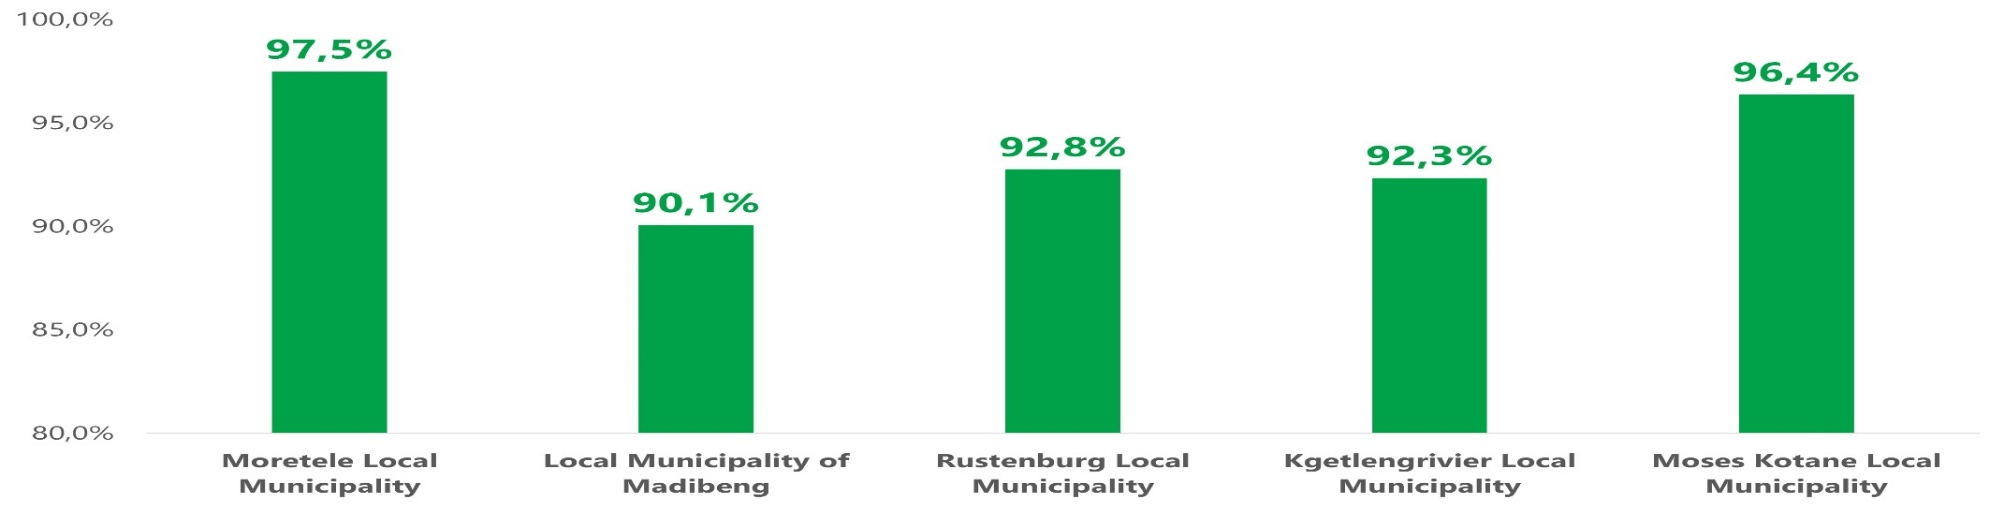 100,0%
95,0%
90,0%
85,0%
80,0%
97,5%
90,1%
92,8%
92,3%
96,4%
Moretele Local
Municipality
Local Municipality of
Madibeng
Rustenburg Local
Municipality
Kgetlengrivier Local
Municipality
Moses Kotane Local
Municipality